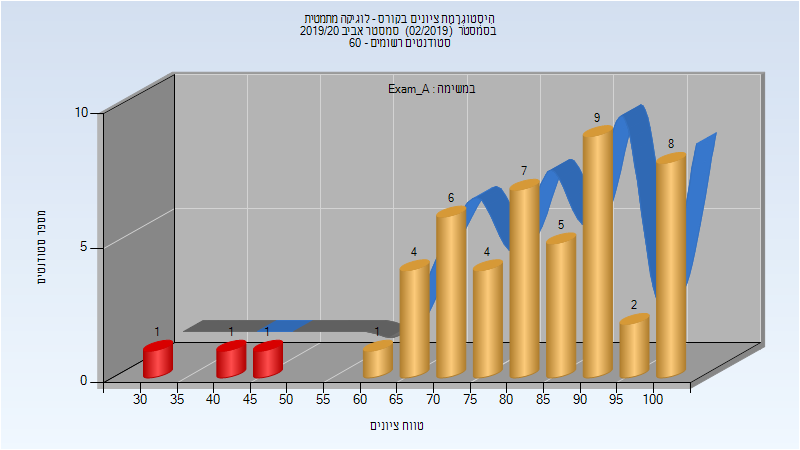 היסטוגרמת ציונים בקורס - לוגיקה מתמטית
בסמסטר (02/2019) סמסטר אביב 2019/20
סטודנטים רשומים - 60
במשימה : Exam_A
מספר סטודנטים
10
5
0
1
1
1
1
4
6
4
7
5
9
2
8
30 35 40 45 50 55 60 65 70 75 80 85 90 95 100
טווח ציונים